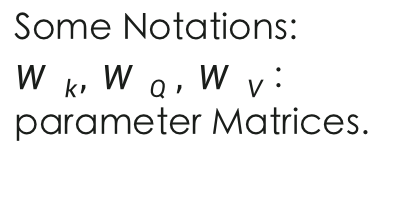 Some Notations:
W k, W Q , W V :
parameter Matrices.